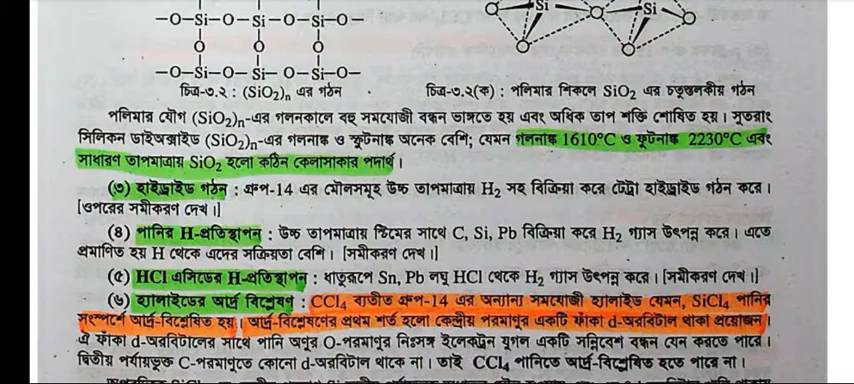 –O–Si–O–Si–O–Si–O–
O O O
–O–Si–O–Si–O–Si–O–
Si Si
O O O
O O
চিত্র-৩.২ : (SiO2)n এর গঠন
চিত্র-৩.২(ক) : পলিমার শিকলে SiO2 এর চতুস্তলকীয় গঠন
পলিমার যৌগ (SiO2)n-এর গলনকালে বহু সমযোজী বন্ধন ভাঙ্গতে হয় এবং অধিক তাপ শক্তি শোষিত হয়। সুতরাং
সিলিকন ডাইঅক্সাইড (SiO2)n-এর গলনাঙ্ক ও স্ফুটনাঙ্ক অনেক বেশি; যেমন গলনাঙ্ক 1610°C ও স্ফুটনাঙ্ক 2230°C এবং
সাধারণ তাপমাত্রায় SiO2 হলো কঠিন কেলাসাকার পদার্থ।
(৩) হাইড্রাইড গঠন : গ্রুপ-14 এর মৌলসমূহ উচ্চ তাপমাত্রায় H2 সহ বিক্রিয়া করে টেট্রা হাইড্রাইড গঠন করে।
[ওপরের সমীকরণ দেখ।]
(৪) পানির H-প্রতিস্থাপন : উচ্চ তাপমাত্রায় স্টিমের সাথে C, Si, Pb বিক্রিয়া করে H2 গ্যাস উৎপন্ন করে। এতে
প্রমাণিত হয় H থেকে এদের সক্রিয়তা বেশি। [সমীকরণ দেখ।]
(৫) HCl এসিডের H-প্রতিস্থাপন : ধাতুরূপে Sn, Pb লঘু HCl থেকে H2 গ্যাস উৎপন্ন করে। [সমীকরণ দেখ।]
(৬) হ্যালাইডের আর্দ্র বিশ্লেষণ : CCl4 ব্যতীত গ্রুপ-14 এর অন্যান্য সমযোজী হ্যালাইড যেমন, SiCl4 পানির
সংস্পর্শে আর্দ্র-বিশ্লেষিত হয়। আর্দ্র-বিশ্লেষণের প্রথম শর্ত হলো কেন্দ্রীয় পরমাণুর একটি ফাঁকা d-অরবিটাল থাকা প্রয়োজন।
ঐ ফাঁকা d-অরবিটালের সাথে পানি অণুর O-পরমাণুর নিঃসঙ্গ ইলেকট্রন যুগল একটি সন্নিবেশ বন্ধন যেন করতে পারে।
দ্বিতীয় পর্যায়ভুক্ত C-পরমাণুতে কোনো d-অরবিটাল থাকে না। তাই CCl4 পানিতে আর্দ্র-বিশ্লেষিত হতে পারে না।